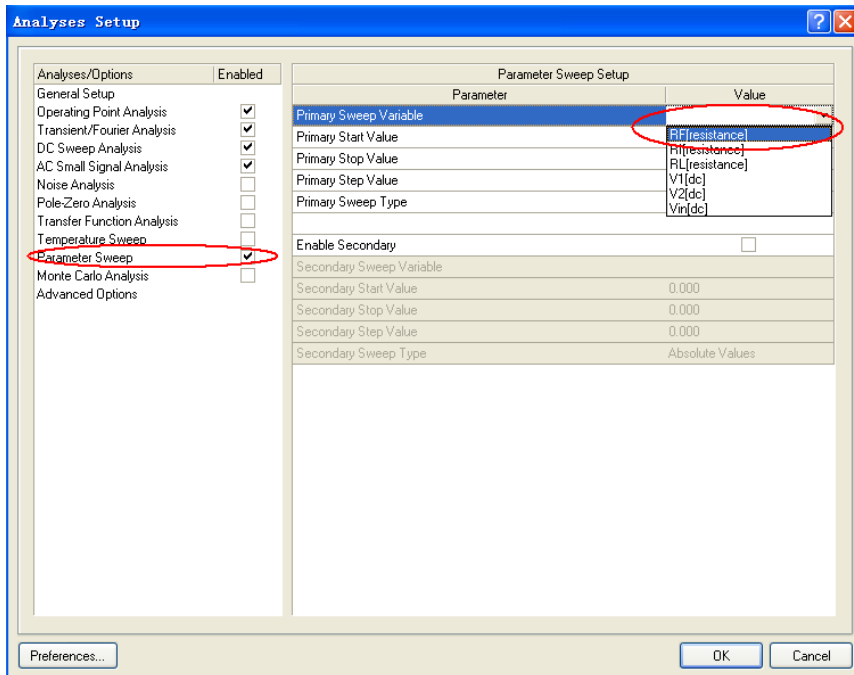 Analyses Setup
Analyses/Options Enabled
General Setup
Operating Point Analysis
Transient/Fourier Analysis
DC Sweep Analysis
AC Small Signal Analysis
Noise Analysis
Pole-Zero Analysis
Transfer Function Analysis
Temperature Sweep
Parameter Sweep
Monte Carlo Analysis
Advanced Options
Parameter Sweep Setup
Parameter Value
Primary Sweep Variable
Primary Start Value
Primary Stop Value
Primary Step Value
Primary Sweep Type
RF[resistance]
RI[resistance]
RL[resistance]
V1[dc]
V2[dc]
Vin[dc]
Enable Secondary
Secondary Sweep Variable
Secondary Start Value 0.000
Secondary Stop Value 0.000
Secondary Step Value 0.000
Secondary Sweep Type Absolute Values
Preferences... OK Cancel